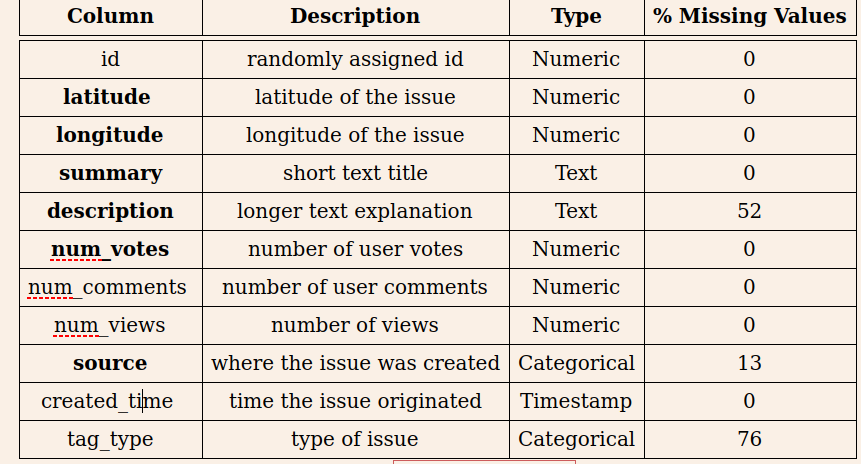 Column Description Type % Missing Values
id randomly assigned id Numeric 0
latitude latitude of the issue Numeric 0
longitude longitude of the issue Numeric 0
summary short text title Text 0
description longer text explanation Text 52
num_votes number of user votes Numeric 0
num_comments number of user comments Numeric 0
num_views number of views Numeric 0
source where the issue was created Categorical 13
created_time time the issue originated Timestamp 0
tag_type type of issue Categorical 76